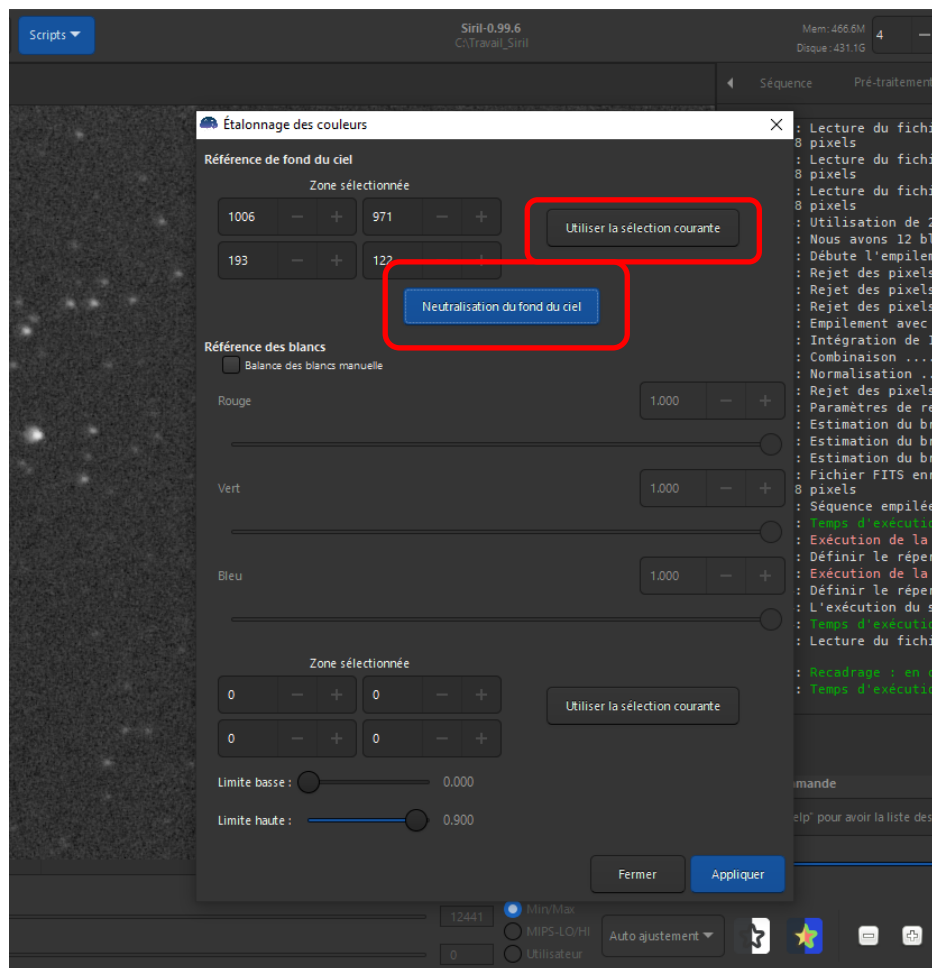 Scripts
Siril-0.99.6
C:\Travail_Siril
Mem: 466.6M
Disque : 431.1G
4
Séquence
Pré-traitement
Étalonnage des couleurs
Référence de fond du ciel
Zone sélectionnée
1006
971
193
122
Utiliser la sélection courante
Neutralisation du fond du ciel
Référence des blancs
Balance des blancs manuelle
Rouge
1.000
Vert
1.000
Bleu
1.000
Zone sélectionnée
0
0
0
0
Utiliser la sélection courante
Limite basse :
0.000
Limite haute :
0.900
Fermer
Appliquer
: Lecture du fichi
8 pixels
: Lecture du fichi
8 pixels
: Lecture du fichi
8 pixels
: Utilisation de 2
: Nous avons 12 bl
: Débute l'empilem
: Rejet des pixels
: Rejet des pixels
: Rejet des pixels
: Empilement avec
: Intégration de 1
: Combinaison ....
: Normalisation ..
: Rejet des pixels
: Paramètres de re
: Estimation du br
: Estimation du br
: Estimation du br
: Fichier FITS enr
8 pixels
: Séquence empilée
: Temps d'exécutio
: Exécution de la
: Définir le réper
: Exécution de la
: Définir le réper
: L'exécution du s
: Temps d'exécutio
: Lecture du fichi
: Recadrage : en c
: Temps d'exécutio
mmande
elp' pour avoir la liste des
12441
0
Min/Max
MIPS-LO/HI
Utilisateur
Auto ajustement